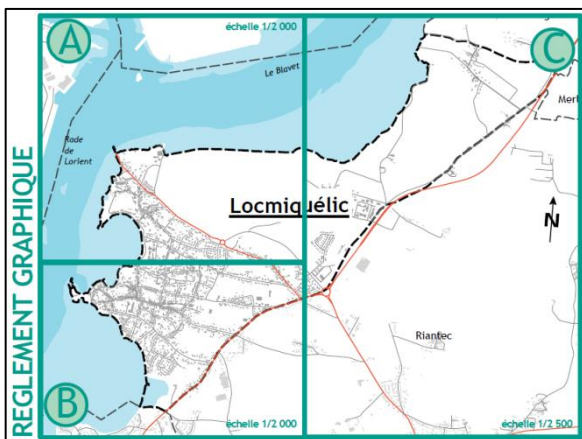 REGLEMENT GRAPHIQUE
A
échelle 1/2 000
C
Le Blavet
Merl
Rade
de
Lorient
Locmiquélic
N
Riantec
B
échelle 1/2 000
échelle 1/2 500